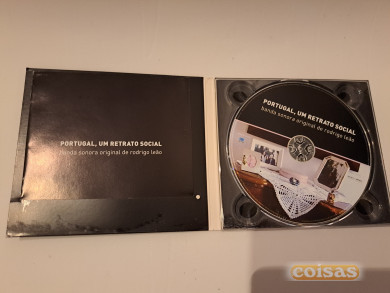 PORTUGAL, UM RETRATO SOCIAL
banda sonora original de rodrigo leão
PORTUGAL, UM RETRATO SOCIAL
banda sonora original de rodrigo leão
coisas